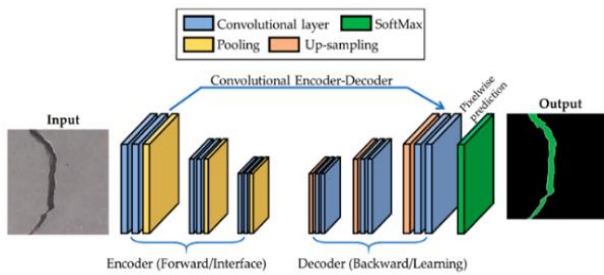 Convolutional layer
SoftMax
Pooling
Up-sampling
Convolutional Encoder-Decoder
Input
Pixelwise
prediction
Output
Encoder (Forward/Interface)
Decoder (Backward/Learning)